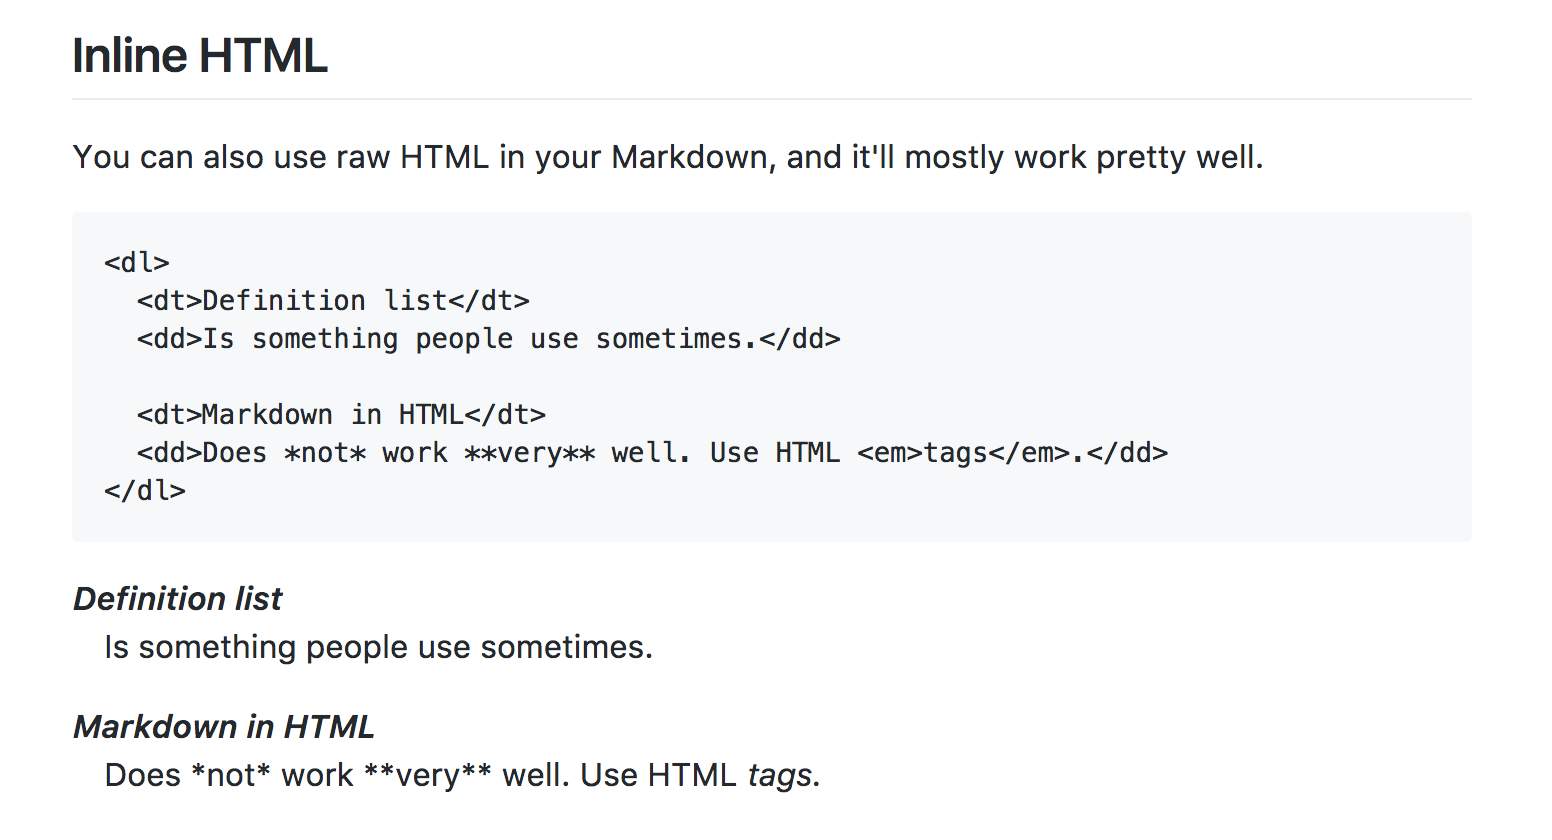 Inline HTML
You can also use raw HTML in your Markdown, and it'll mostly work pretty well.
<dl>
  <dt>Definition list</dt>
  <dd>Is something people use sometimes.</dd>

  <dt>Markdown in HTML</dt>
  <dd>Does *not* work **very** well. Use HTML <em>tags</em>.</dd>
</dl>
Definition list
Is something people use sometimes.
Markdown in HTML
Does *not* work **very** well. Use HTML tags.